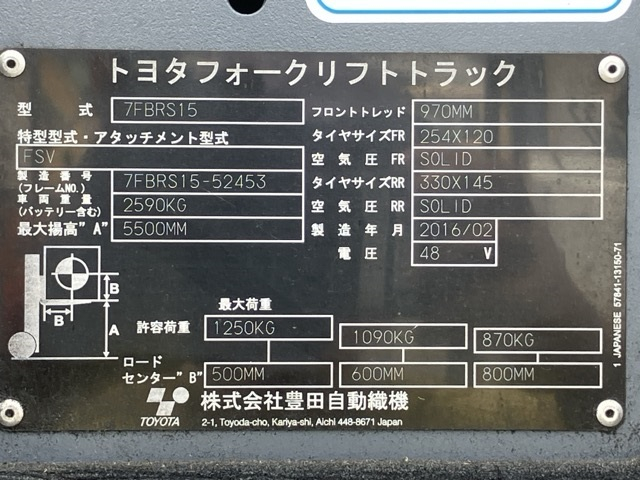 トヨタフォークリフトトラック
型式 7FBRS15
特型型式・アタッチメント型式
FSV
製造番号
(フレームNO.) 7FBRS15-52453
車両重量
(バッテリー含む) 2590KG
最大揚高"A" 5500MM
フロントトレッド 970MM
タイヤサイズFR 254X120
空気圧FR SOLID
タイヤサイズRR 330X145
空気圧RR SOLID
製造年月 2016/02
電圧 48 V
B
B
A
最大荷重
許容荷重 1250KG 1090KG 870KG
ロード
センター"B" 500MM 600MM 800MM
TOYOTA
株式会社豊田自動織機
2-1, Toyoda-cho, Kariya-shi, Aichi 448-8671 Japan
1 JAPANESE 57841-13150-71